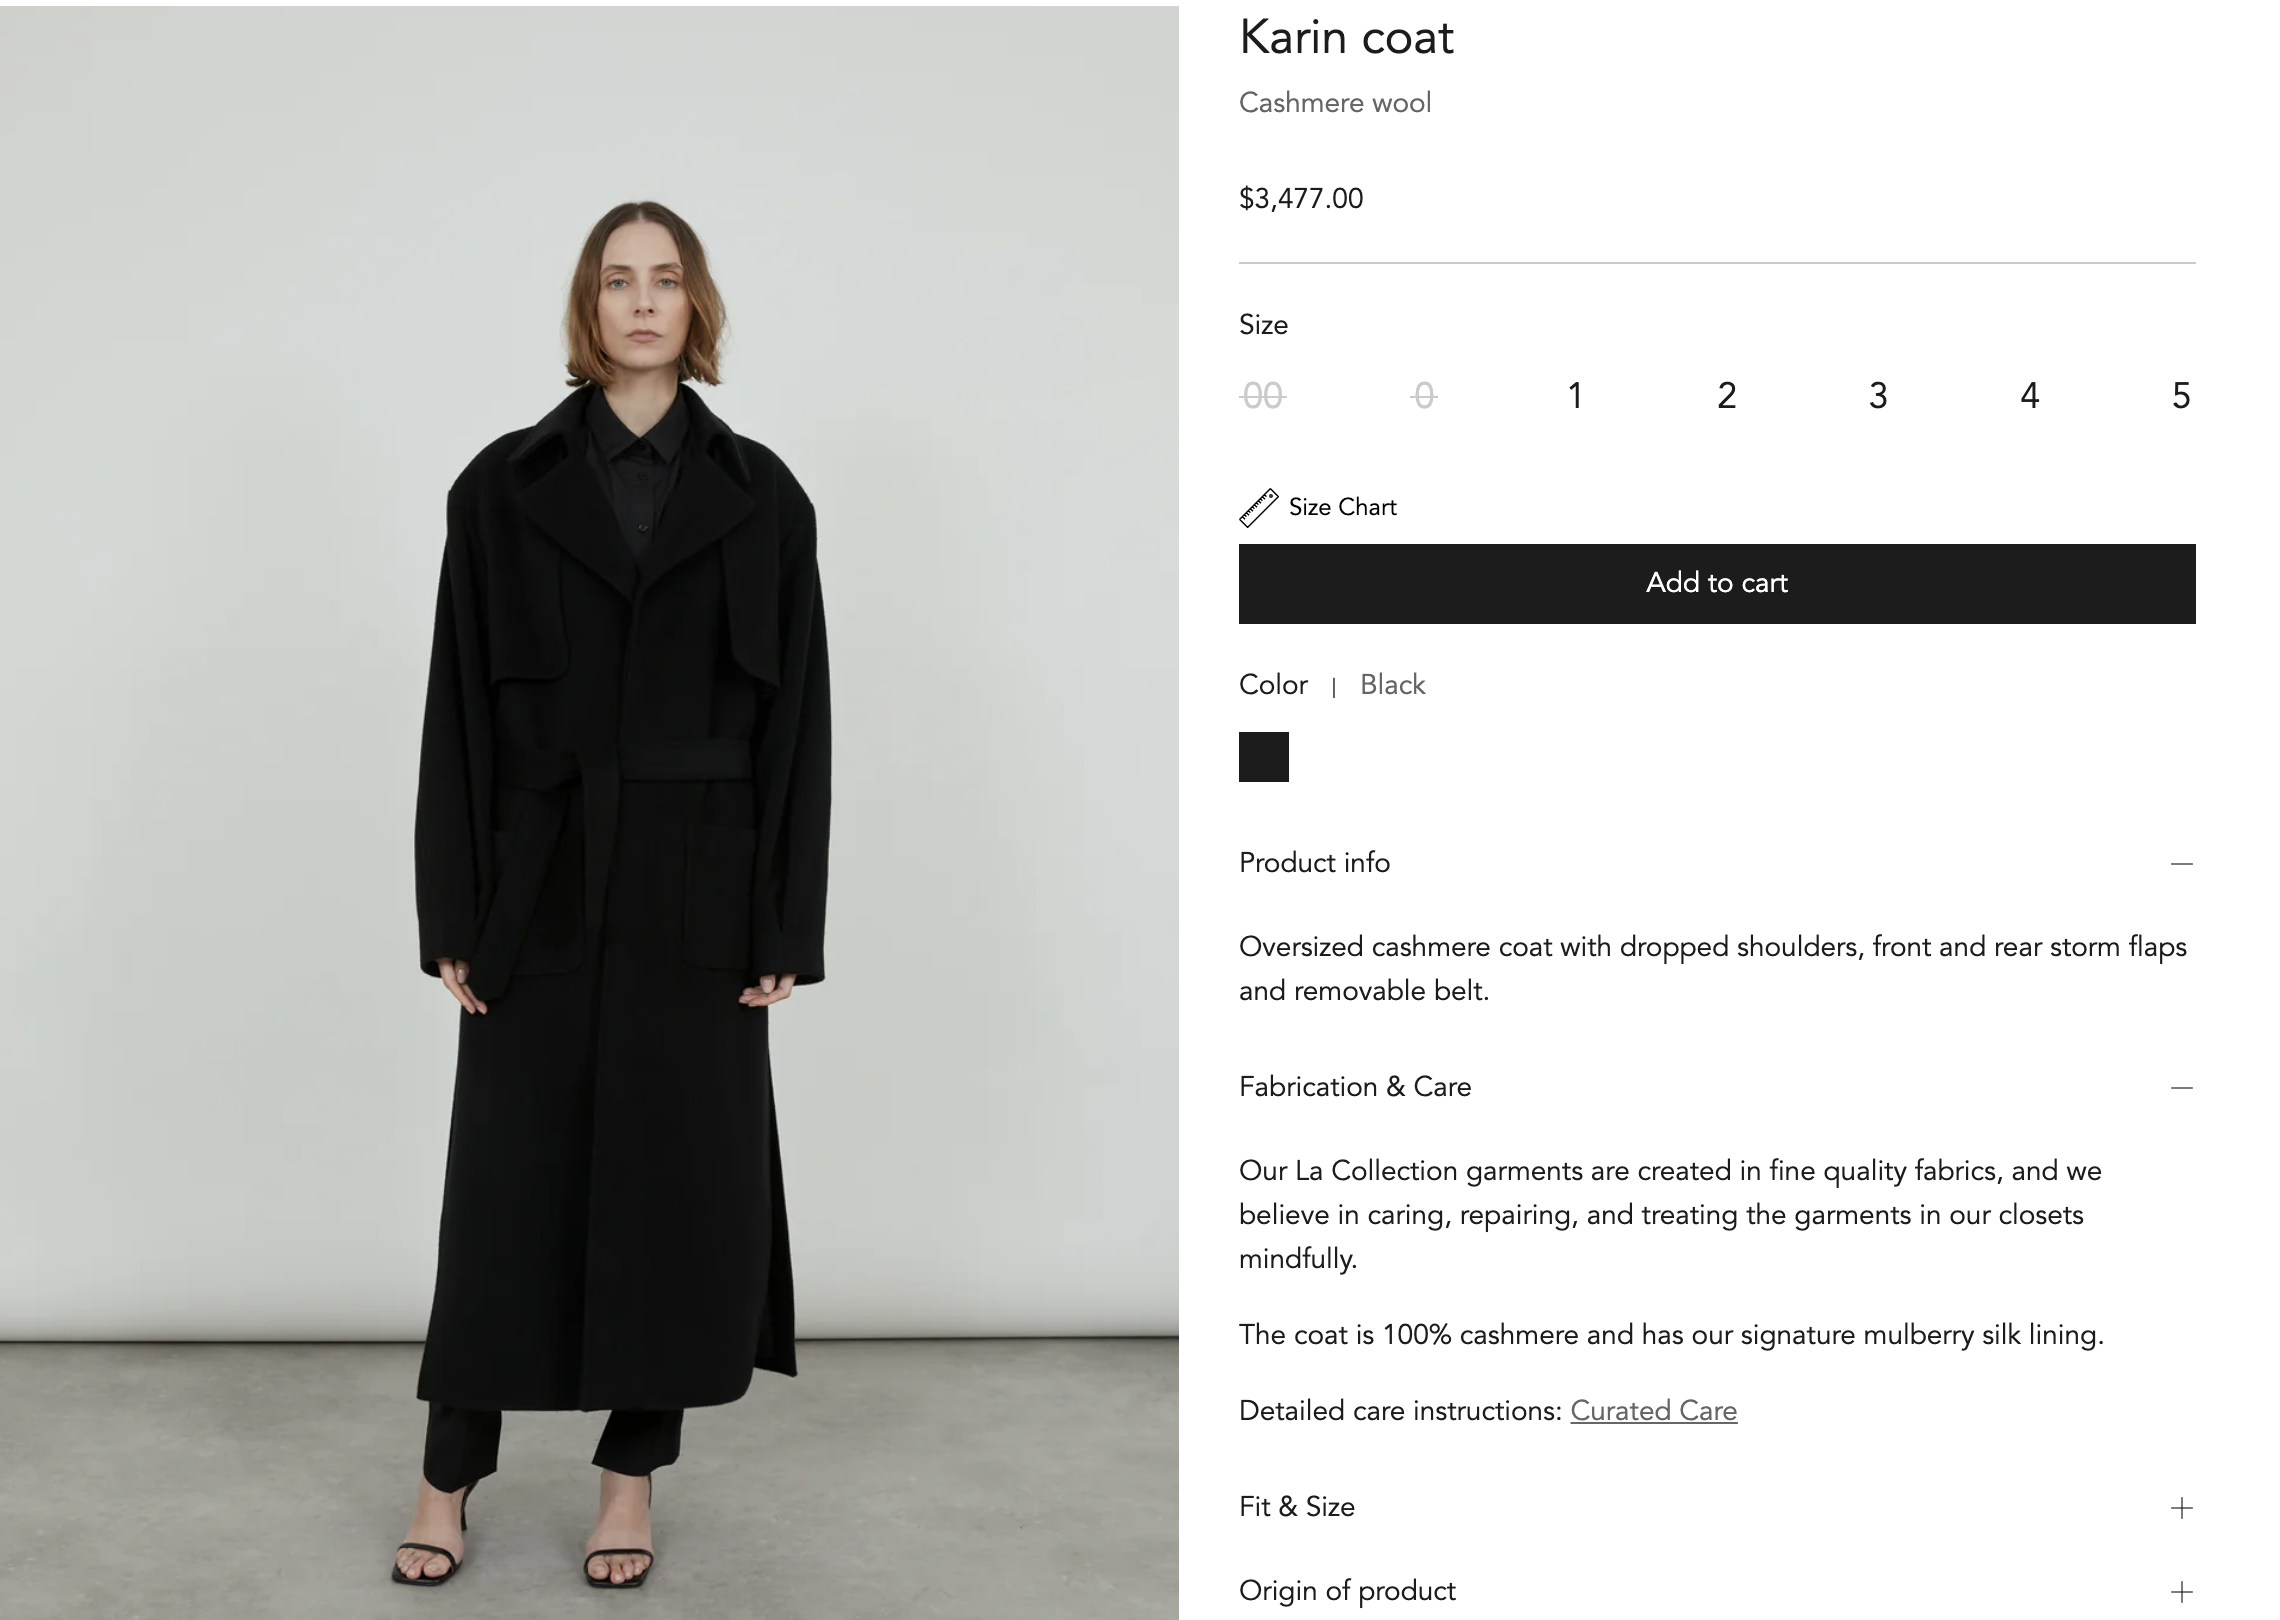 Karin coat
Cashmere wool
$3,477.00
Size
00 0 1 2 3 4 5
Size Chart
Add to cart
Color | Black
Product info
Oversized cashmere coat with dropped shoulders, front and rear storm flaps
and removable belt.
Fabrication & Care
Our La Collection garments are created in fine quality fabrics, and we
believe in caring, repairing, and treating the garments in our closets
mindfully.
The coat is 100% cashmere and has our signature mulberry silk lining.
Detailed care instructions: Curated Care
Fit & Size
Origin of product